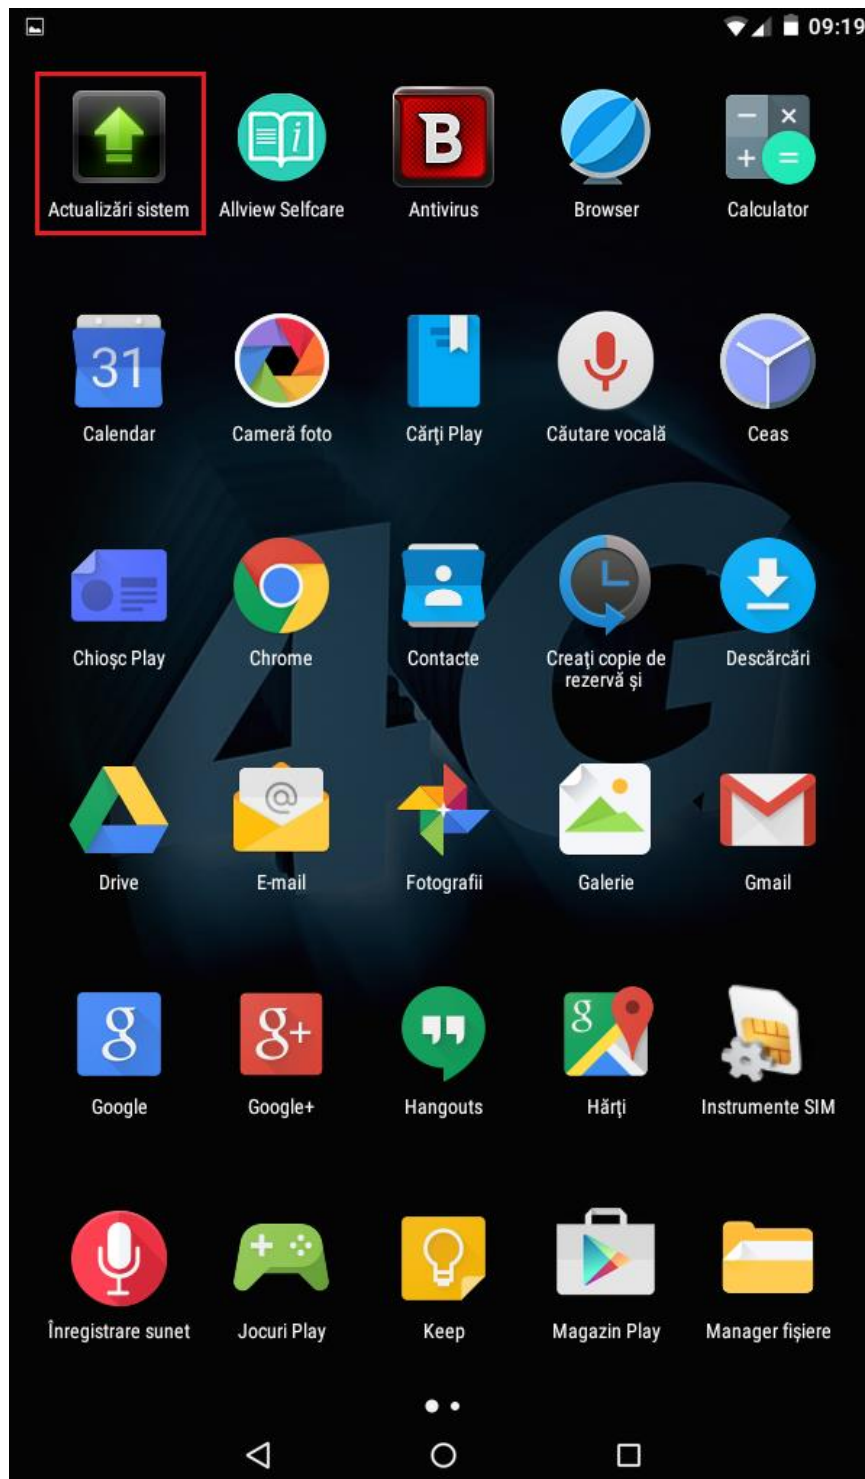 09:19
B
Actualizări sistem
Allview Selfcare
Antivirus
Browser
Calculator
31
Calendar
Cameră foto
Cărți Play
Căutare vocală
Ceas
4G
Chioșc Play
Chrome
Contacte
Creați copie de
rezervă și
Descărcări
@
Drive
E-mail
Fotografii
Galerie
Gmail
g
g+
g
Google
Google+
Hangouts
Hărți
Instrumente SIM
Înregistrare sunet
Jocuri Play
Keep
Magazin Play
Manager fișiere